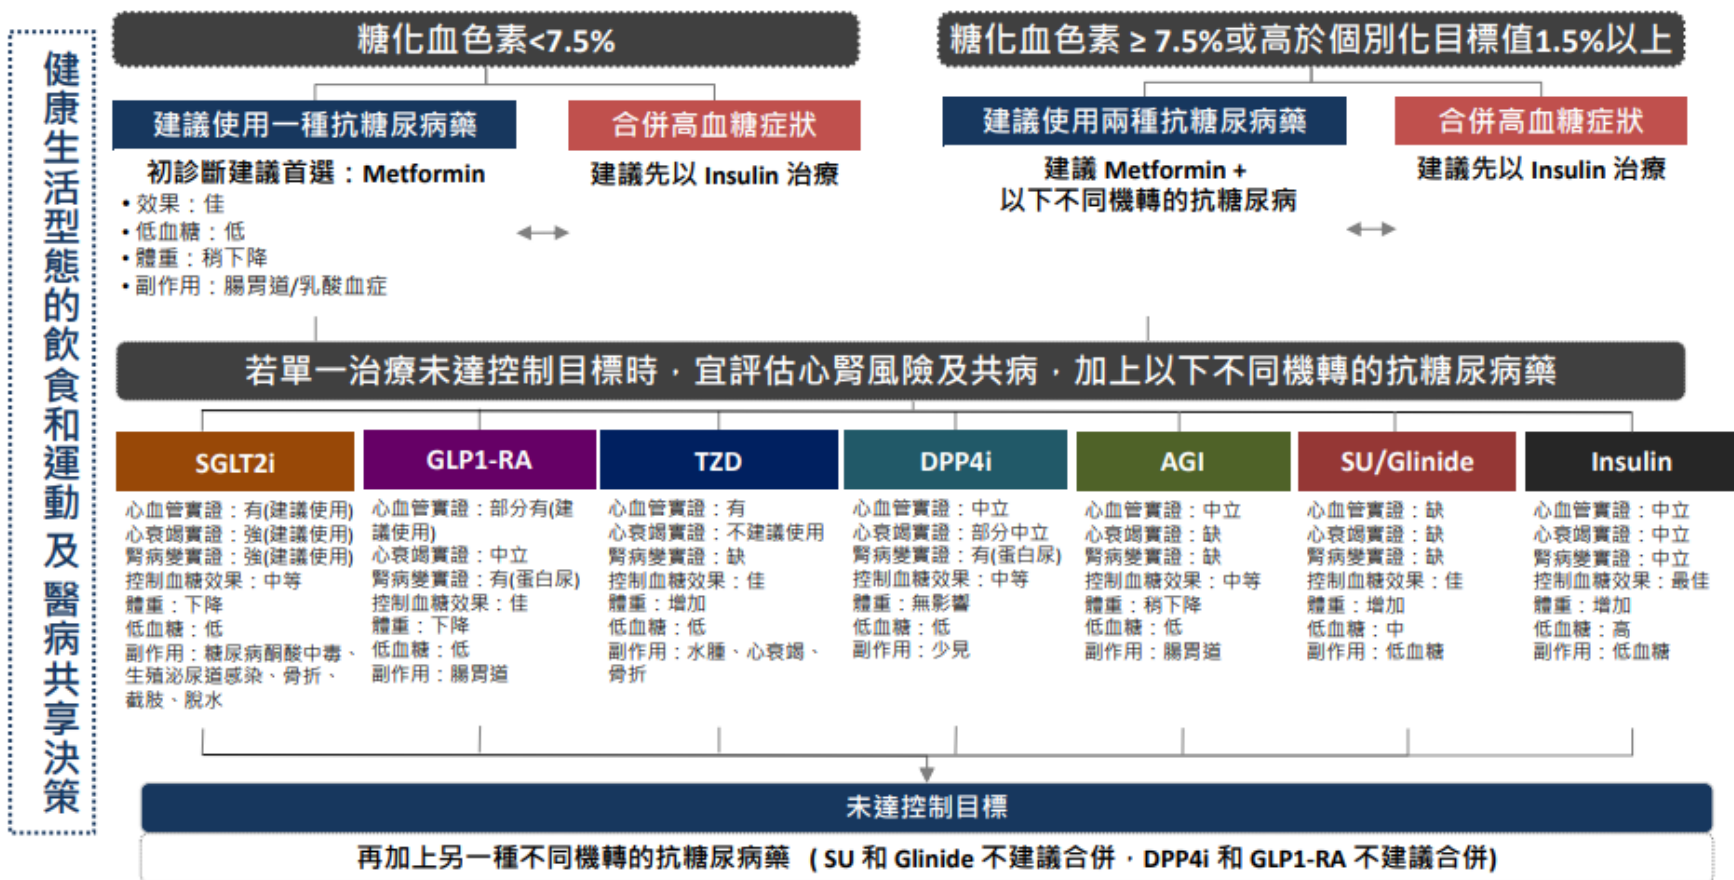 健康生活型態的飲食和運動及醫病共享決策
糖化血色素<7.5%
糖化血色素 ≥ 7.5%或高於個別化目標值1.5%以上
建議使用一種抗糖尿病藥
合併高血糖症狀
建議使用兩種抗糖尿病藥
合併高血糖症狀
初診斷建議首選：Metformin
建議先以 Insulin 治療
建議 Metformin +
以下不同機轉的抗糖尿病
建議先以 Insulin 治療
• 效果：佳
• 低血糖：低
• 體重：稍下降
• 副作用：腸胃道/乳酸血症
若單一治療未達控制目標時，宜評估心腎風險及共病，加上以下不同機轉的抗糖尿病藥
SGLT2i
心血管實證：有(建議使用)
心衰竭實證：強(建議使用)
腎病變實證：強(建議使用)
控制血糖效果：中等
體重：下降
低血糖：低
副作用：糖尿病酮酸中毒、
生殖泌尿道感染、骨折、
截肢、脫水
GLP1-RA
心血管實證：部分有(建
議使用)
心衰竭實證：中立
腎病變實證：有(蛋白尿)
控制血糖效果：佳
體重：下降
低血糖：低
副作用：腸胃道
TZD
心血管實證：有
心衰竭實證：不建議使用
腎病變實證：缺
控制血糖效果：佳
體重：增加
低血糖：低
副作用：水腫、心衰竭、
骨折
DPP4i
心血管實證：中立
心衰竭實證：部分中立
腎病變實證：有(蛋白尿)
控制血糖效果：中等
體重：無影響
低血糖：低
副作用：少見
AGI
心血管實證：中立
心衰竭實證：缺
腎病變實證：缺
控制血糖效果：中等
體重：稍下降
低血糖：低
副作用：腸胃道
SU/Glinide
心血管實證：缺
心衰竭實證：缺
腎病變實證：缺
控制血糖效果：佳
體重：增加
低血糖：中
副作用：低血糖
Insulin
心血管實證：中立
心衰竭實證：中立
腎病變實證：中立
控制血糖效果：最佳
體重：增加
低血糖：高
副作用：低血糖
未達控制目標
再加上另一種不同機轉的抗糖尿病藥 ( SU 和 Glinide 不建議合併，DPP4i 和 GLP1-RA 不建議合併)